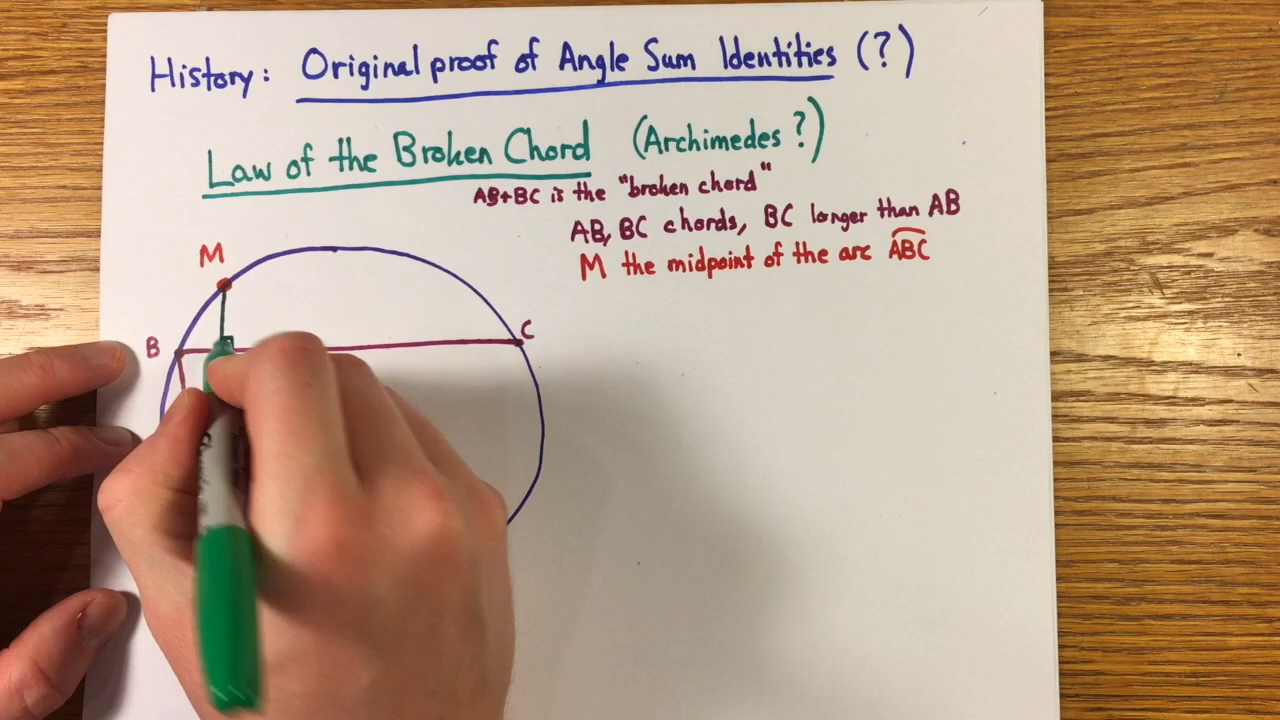 History: Original proof of Angle Sum Identities (?)
Law of the Broken Chord (Archimedes?)
AB+BC is the "broken chord"
AB, BC chords, BC longer than AB
M the midpoint of the arc ABC
M
B
C